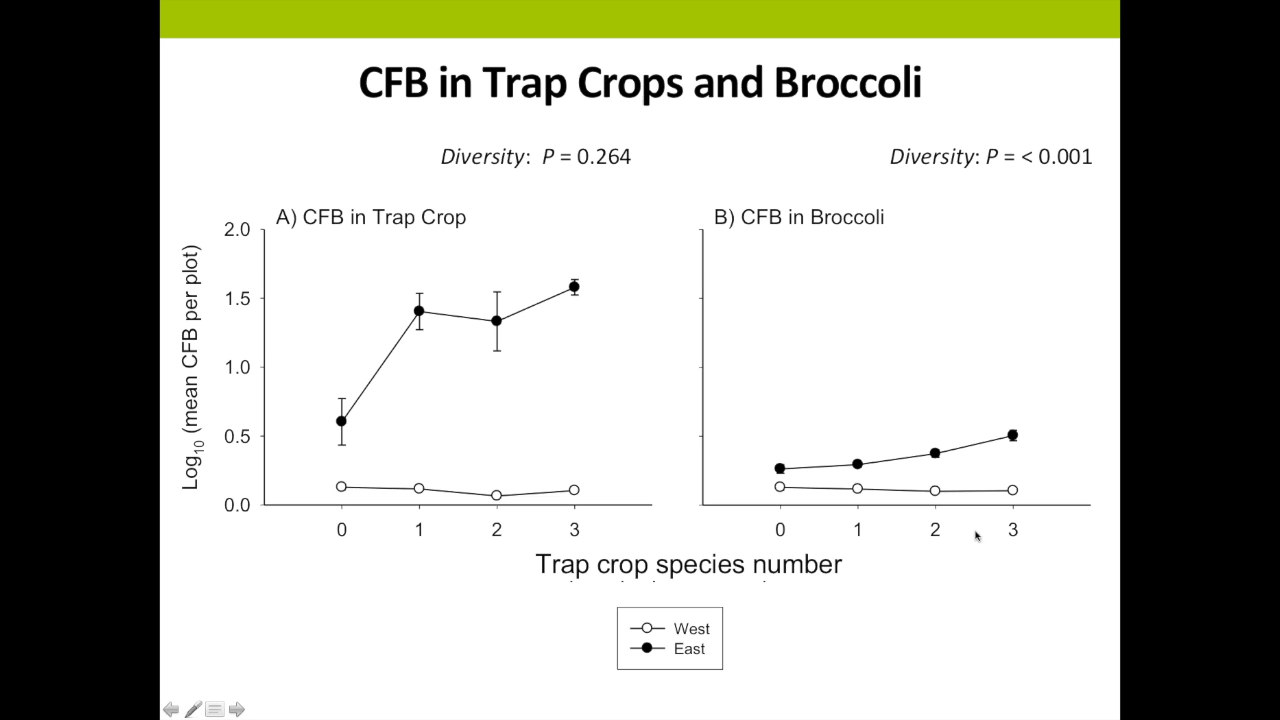 CFB in Trap Crops and Broccoli
Diversity: P = 0.264
Diversity: P = < 0.001
A) CFB in Trap Crop
B) CFB in Broccoli
Log10 (mean CFB per plot)
2.0
1.5
1.0
0.5
0.0
0 1 2 3
0 1 2 3
Trap crop species number
West
East